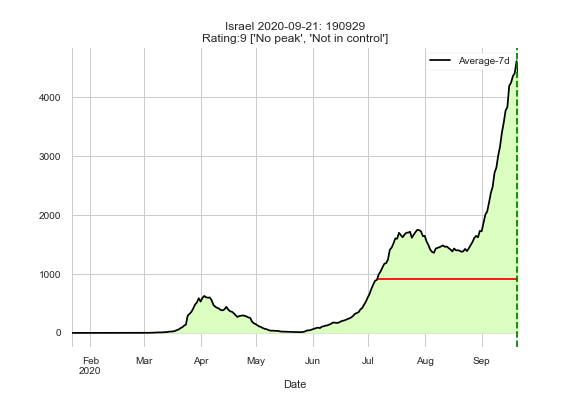 Israel 2020-09-21: 190929
Rating:9 ['No peak', 'Not in control']
Average-7d
4000
3000
2000
1000
0
Feb Mar Apr May Jun Jul Aug Sep
2020
Date